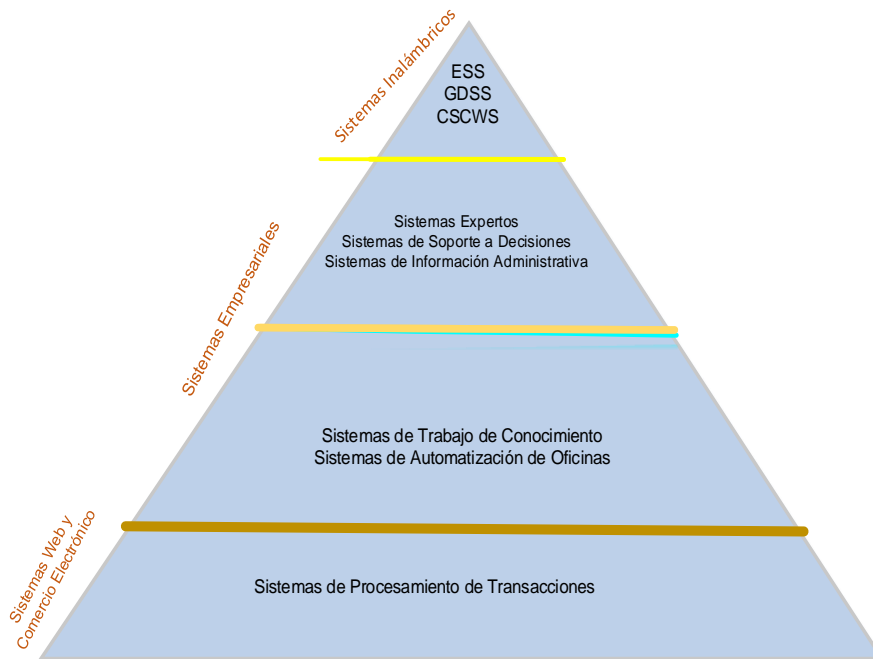 Sistemas Inalámbricos
ESS
GDSS
CSCWS
Sistemas Empresariales
Sistemas Expertos
Sistemas de Soporte a Decisiones
Sistemas de Información Administrativa
Sistemas de Trabajo de Conocimiento
Sistemas de Automatización de Oficinas
Sistemas Web y
Comercio Electrónico
Sistemas de Procesamiento de Transacciones